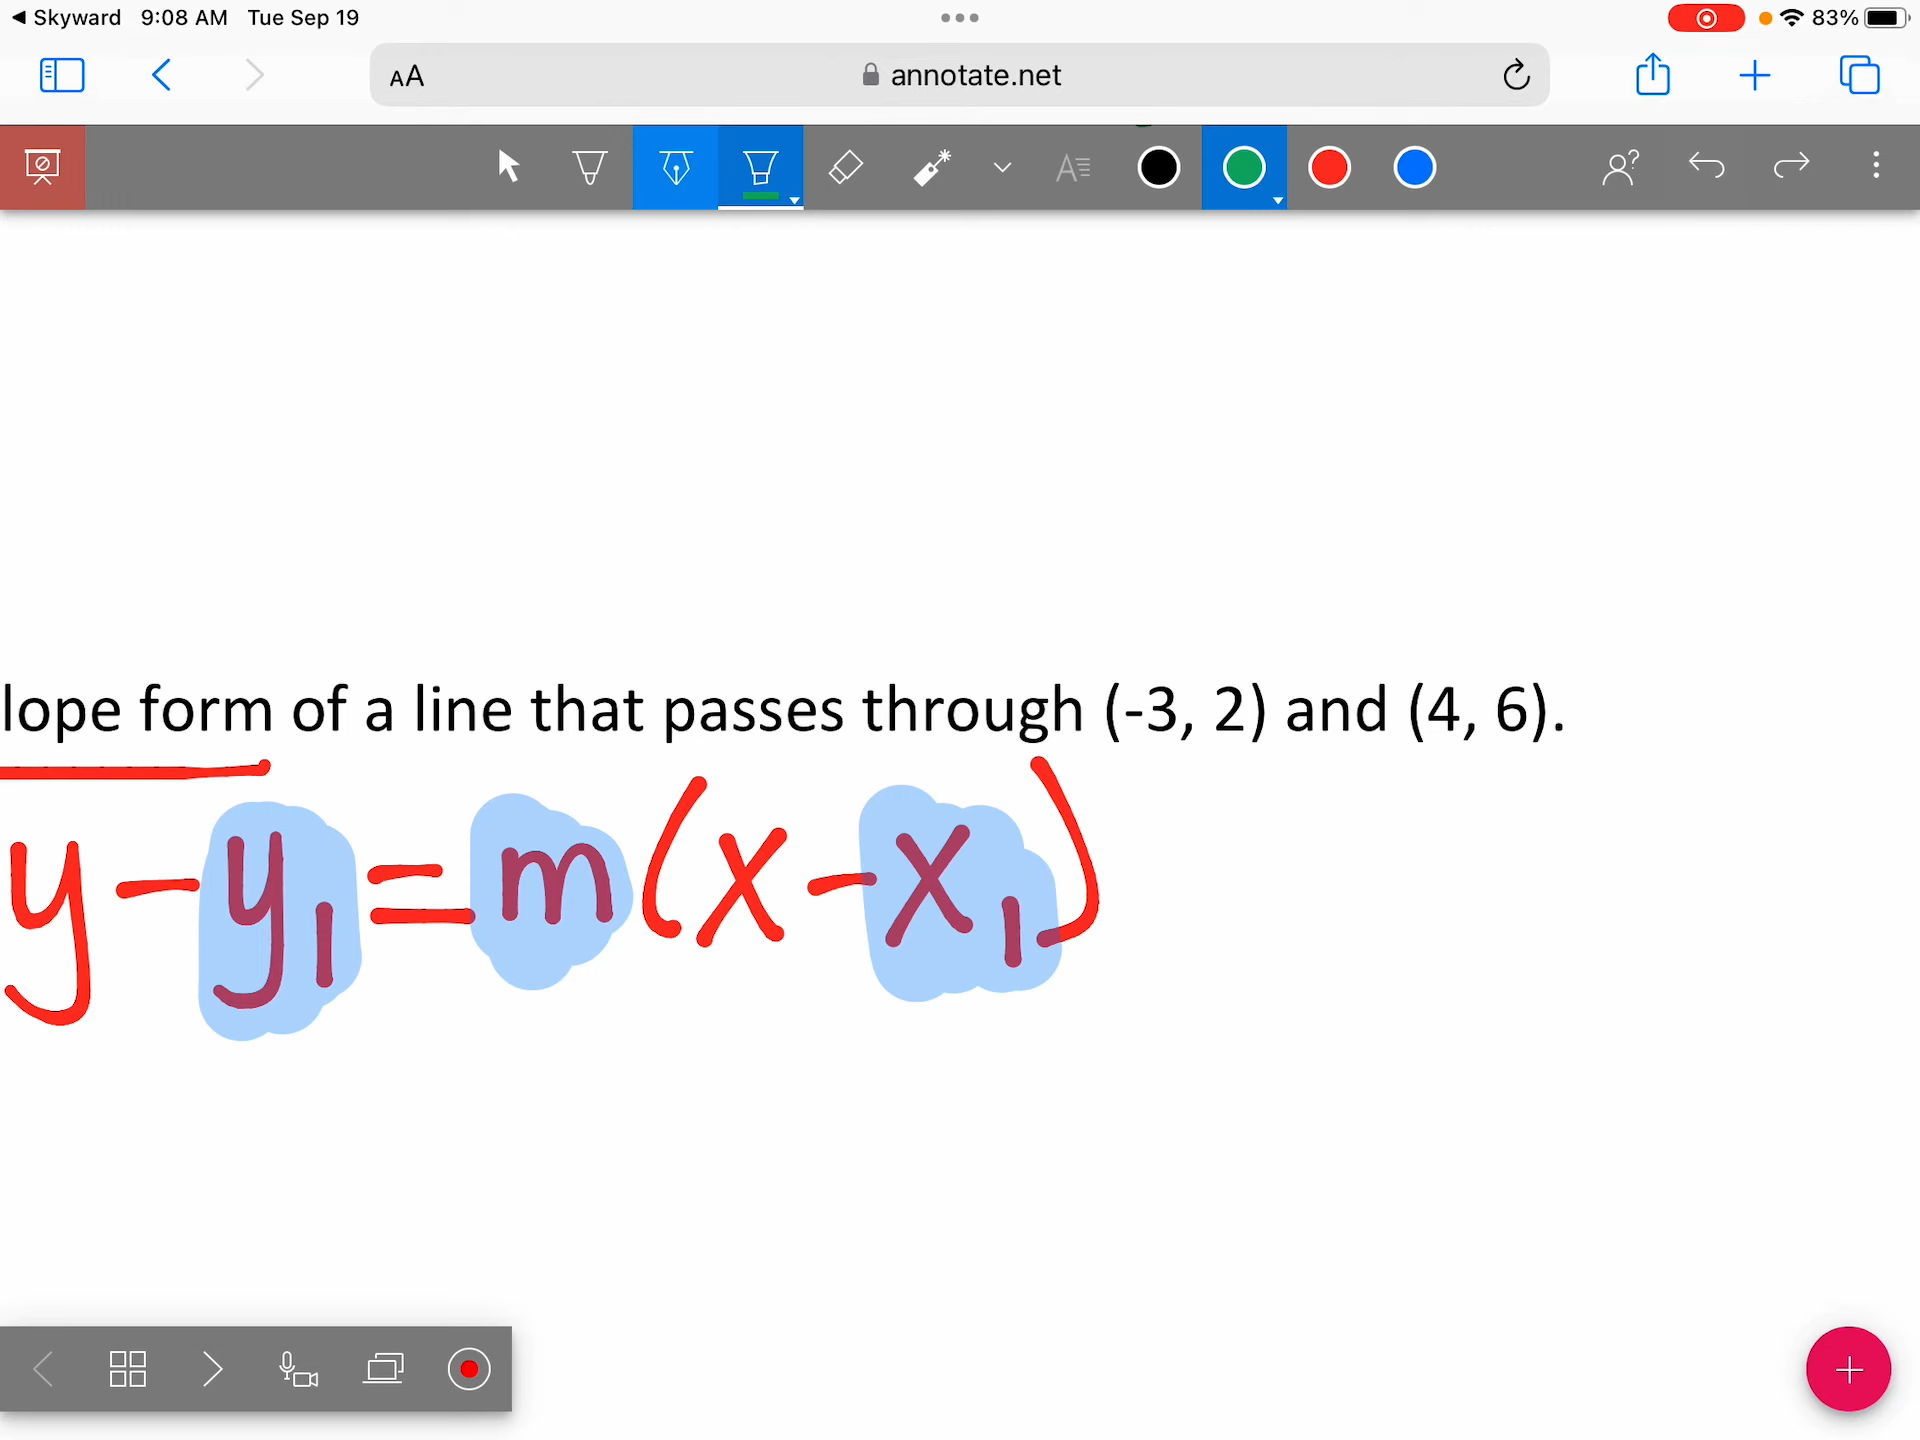 Skyward 9:08 AM Tue Sep 19 83%
AA annotate.net
A
lope form of a line that passes through (-3, 2) and (4, 6).
y-y₁=m(x-x₁)